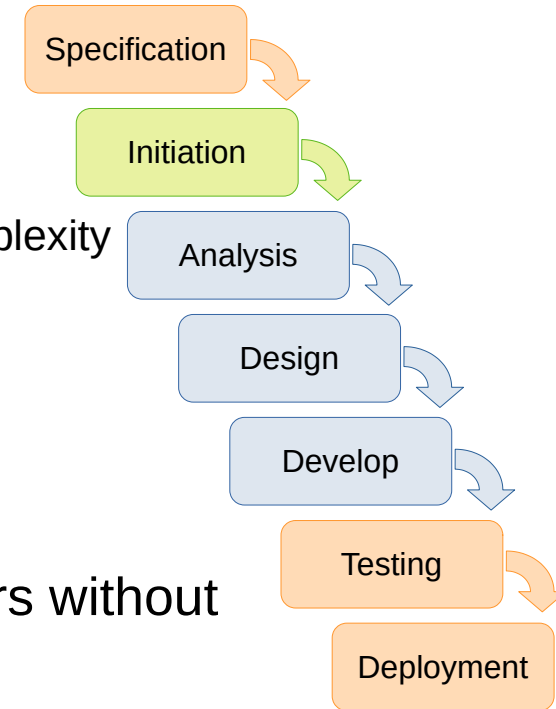 Specification
Initiation
plexity
Analysis
Design
Develop
Testing
rs without
Deployment